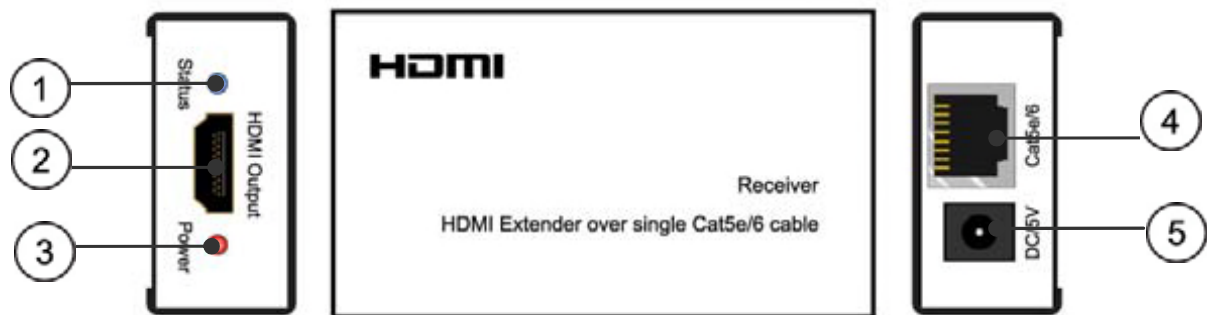 1
Status
2
HDMI Output
3
Power
HDMI
Receiver
HDMI Extender over single Cat5e/6 cable
Cat5e/6
4
DC/5V
5